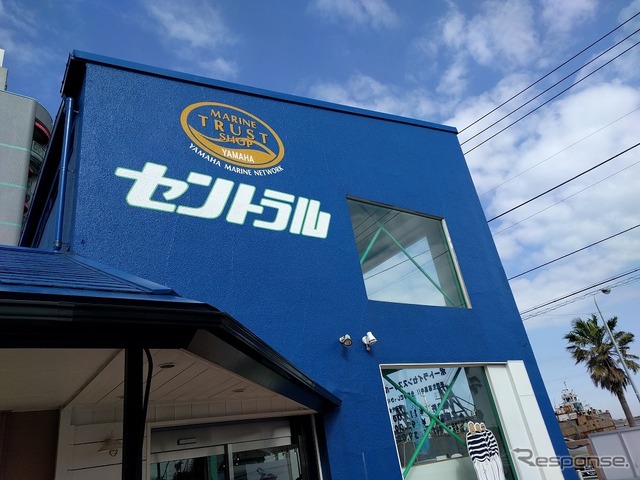 MARINE
TRUST
SHOP
YAMAHA
YAMAHA MARINE NETWORK
セントラル
Response.